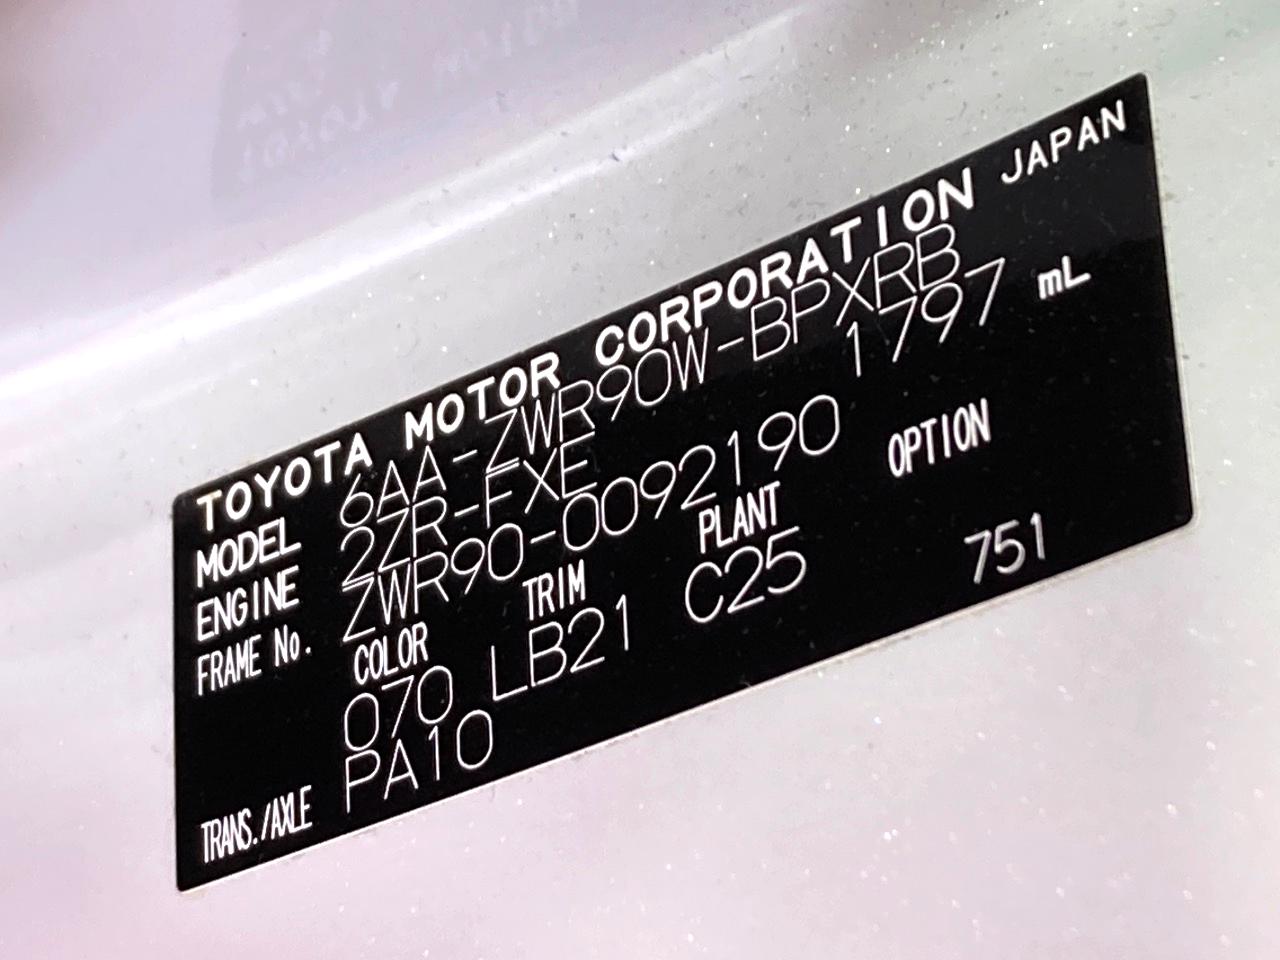 TOYOTA MOTOR CORPORATION JAPAN
MODEL 6AA-ZWR90W-BPXRB
ENGINE 2ZR-FXE 1797 mL
FRAME No. ZWR90-0092190
COLOR TRIM PLANT OPTION
070 LB21 C25 751
TRANS./AXLE PA10